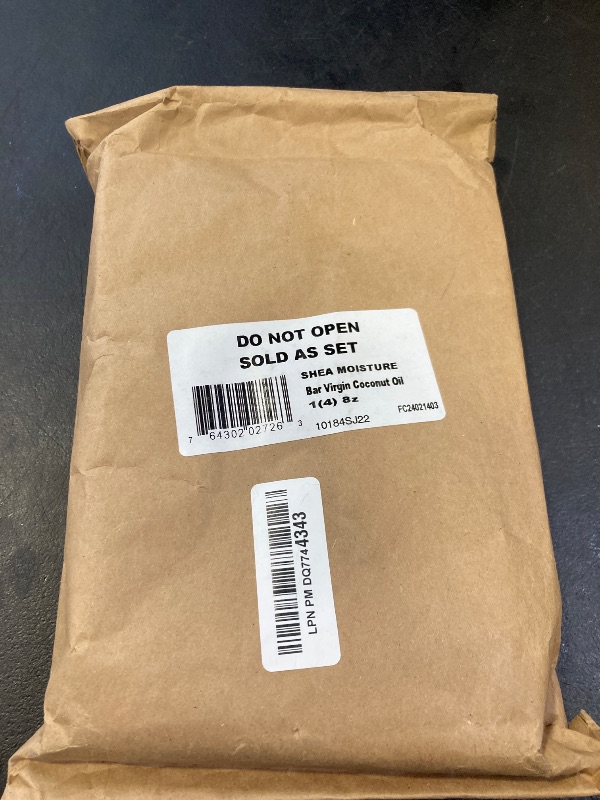 DO NOT OPEN
SOLD AS SET
SHEA MOISTURE
Bar Virgin Coconut Oil
1(4) 8z
7 64302 02726 3
10184SJ22
FC24021403
LPN PM DQ7744343